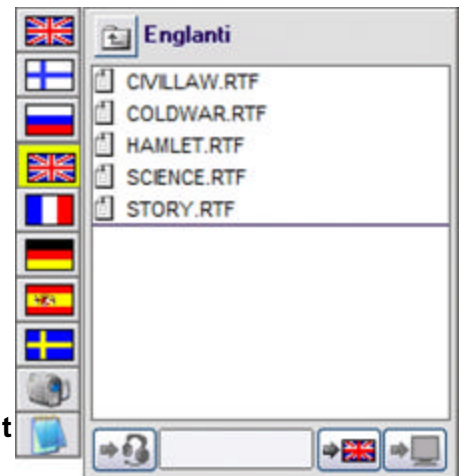 Englanti
CIVILLAW.RTF
COLDWAR.RTF
HAMLET.RTF
SCIENCE.RTF
STORY.RTF
t